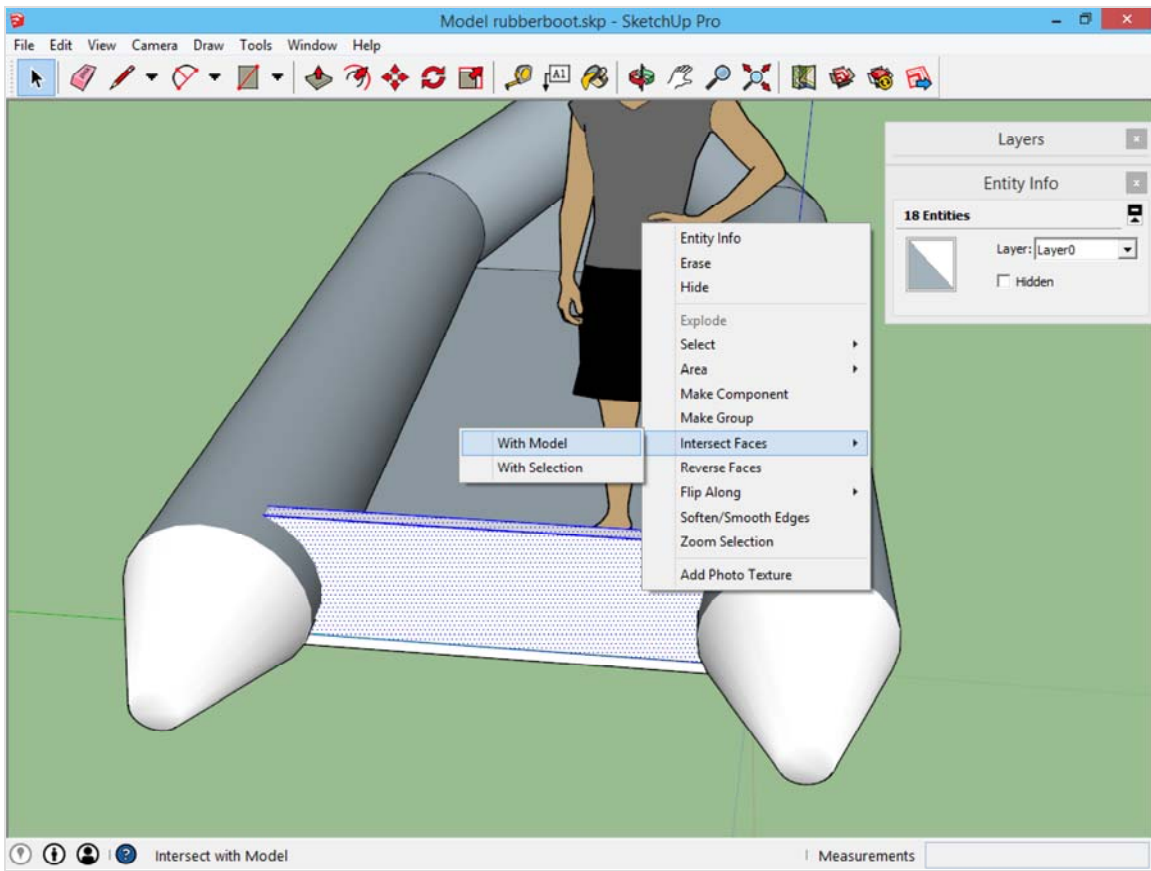 Model rubberboot.skp - SketchUp Pro
File Edit View Camera Draw Tools Window Help
A1
Layers
Entity Info
18 Entities
Layer: Layer0
Hidden
Entity Info
Erase
Hide
Explode
Select
Area
Make Component
Make Group
Intersect Faces
With Model
With Selection
Reverse Faces
Flip Along
Soften/Smooth Edges
Zoom Selection
Add Photo Texture
Intersect with Model
Measurements